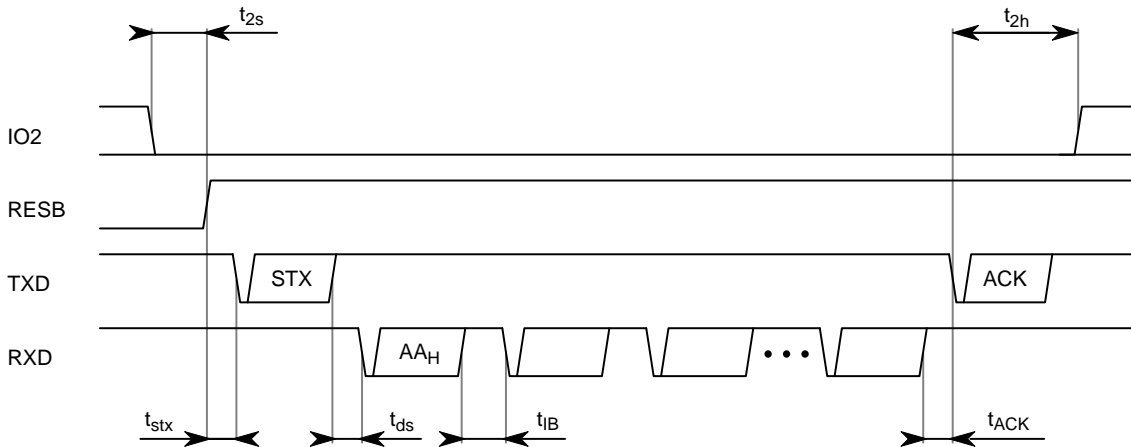 t2s
t2h
IO2
RESB
TXD
STX
ACK
RXD
AAH
tstx
tds
tIB
tACK